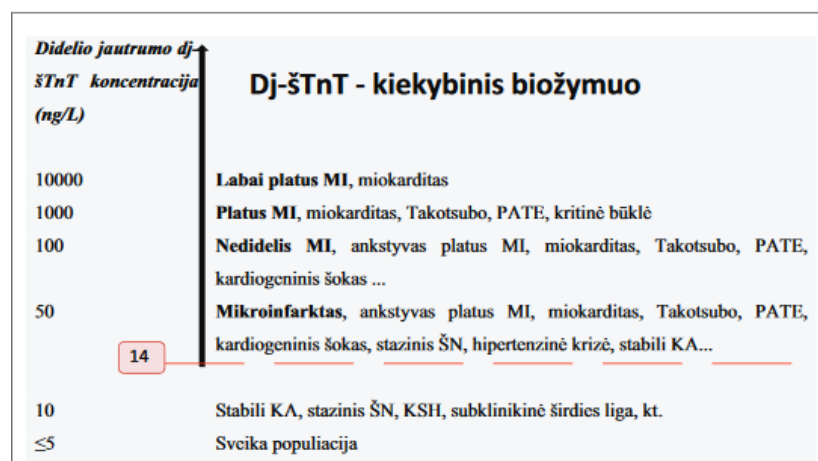 Didelio jautrumo dj-
šTnT koncentracija
(ng/L)
Dj-šTnT - kiekybinis biožymuo
10000 Labai platus MI, miokarditas
1000 Platus MI, miokarditas, Takotsubo, PATE, kritinė būklė
100 Nedidelis MI, ankstyvas platus MI, miokarditas, Takotsubo, PATE,
kardiogeninis šokas ...
50 Mikroinfarktas, ankstyvas platus MI, miokarditas, Takotsubo, PATE,
kardiogeninis šokas, stazinis ŠN, hipertenzinė krizė, stabili KA...
14
10 Stabili KA, stazinis ŠN, KSH, subklinikinė širdies liga, kt.
≤5 Sveika populiacija